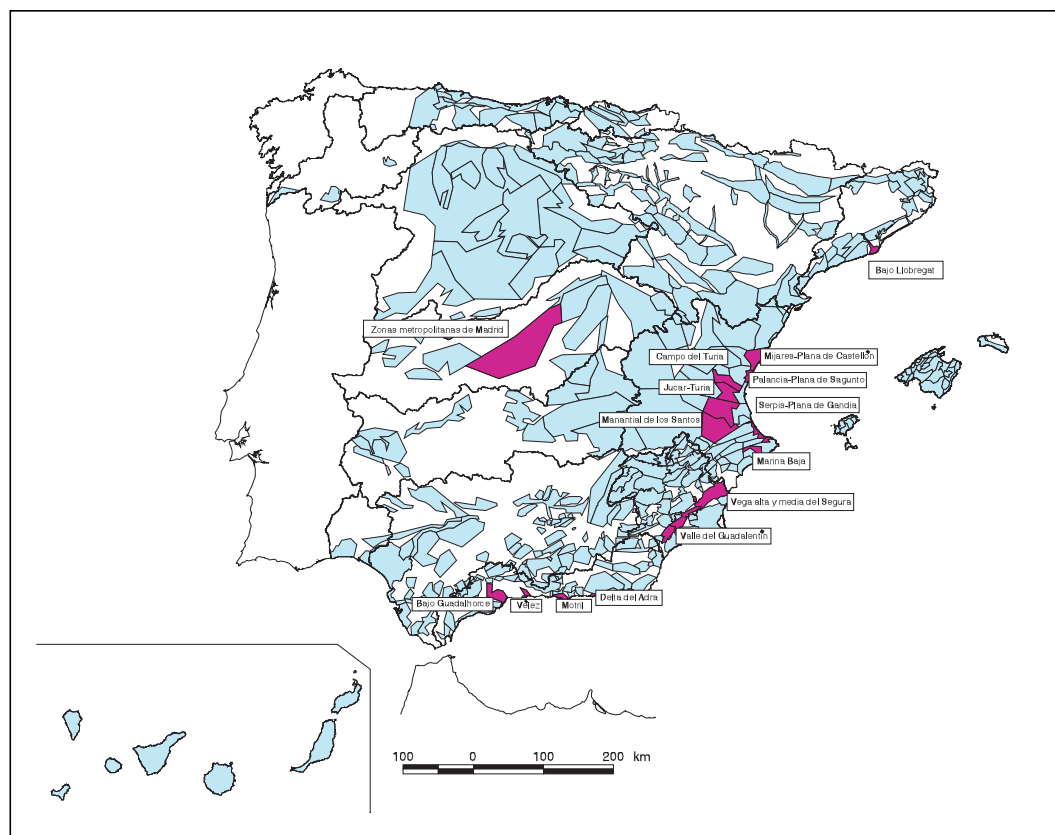 Bajo Llobregat
Zonas metropolitanas de Madrid
Campo del Turia
Mijares-Plana de Castellón
Jucar-Turia
Palancia-Plana de Sagunto
Serpis-Plana de Gandia
Manantial de los Santos
Marina Baja
Vega alta y media del Segura
Valle del Guadalentín
Bajo Guadalhorce
Vélez
Motril
Delta del Adra
100 0 100 200 km